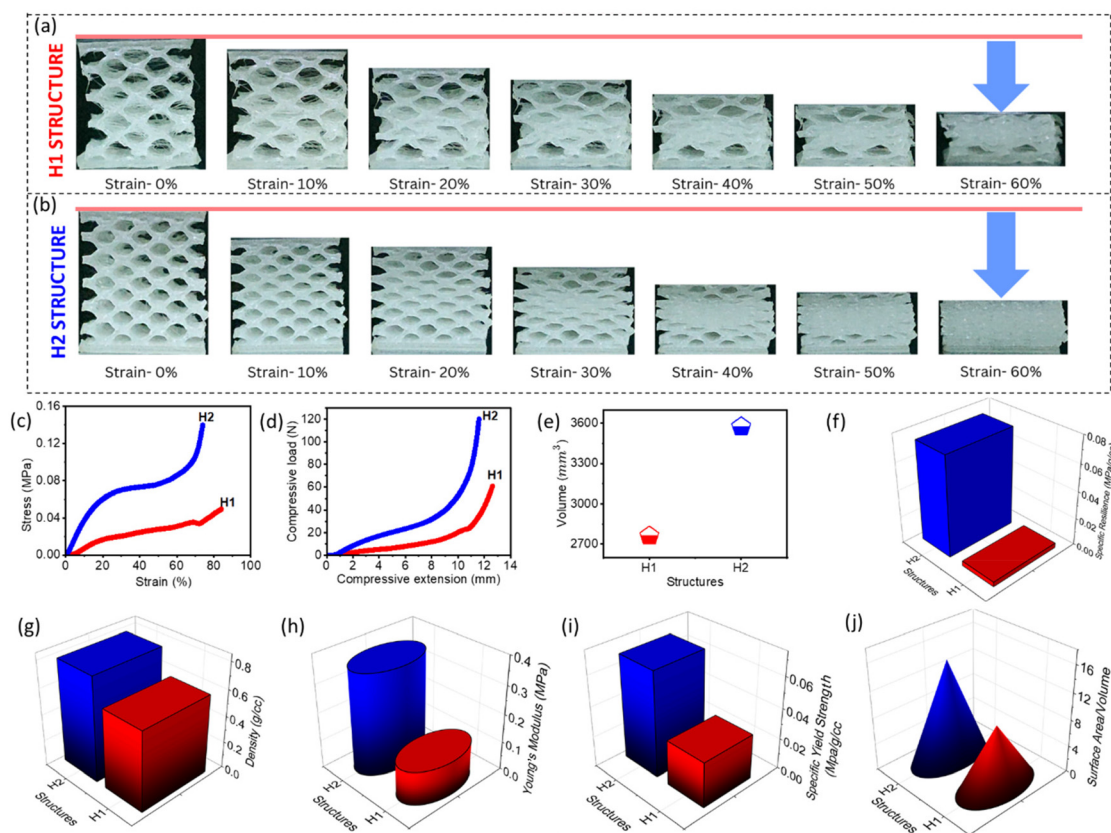 (a)
H1 STRUCTURE
Strain- 0%
Strain- 10%
Strain- 20%
Strain- 30%
Strain- 40%
Strain- 50%
Strain- 60%
(b)
H2 STRUCTURE
Strain- 0%
Strain- 10%
Strain- 20%
Strain- 30%
Strain- 40%
Strain- 50%
Strain- 60%
(c)
Stress (MPa)
0.16
0.12
0.08
0.04
0.00
0 20 40 60 80 100
Strain (%)
H2
H1
(d)
Compressive load (N)
120
100
80
60
40
20
0
0 2 4 6 8 10 12 14
Compressive extension (mm)
H2
H1
(e)
Volume (mm³)
3600
3300
3000
2700
H1 H2
Structures
(f)
0.08
0.06
0.04
0.02
0.00
Specific Resilience (MPa/g/cc)
H2
H1
Structures
(g)
0.8
0.6
0.4
0.2
0.0
Density (g/cc)
H2
H1
Structures
(h)
0.4
0.3
0.2
0.1
0.0
Young's Modulus (MPa)
H2
H1
Structures
(i)
0.06
0.04
0.02
0.00
Specific Yield Strength
(Mpa/g/cc
H2
H1
Structures
(j)
16
12
8
4
0
Surface Area/Volume
H2
H1
Structures